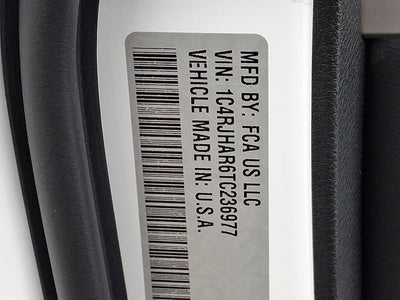 MFD BY: FCA US LLC
VIN: 1C4RJHAR6TC236977
VEHICLE MADE IN: U.S.A.